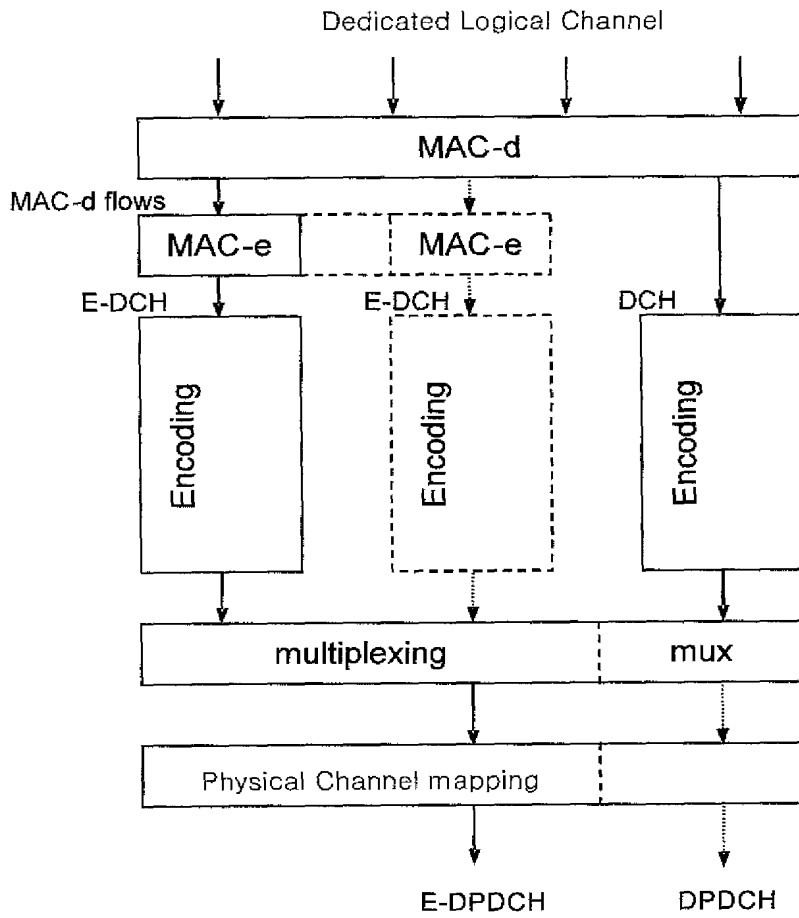 Dedicated Logical Channel
MAC-d
MAC-d flows
MAC-e MAC-e
E-DCH E-DCH DCH
Encoding Encoding Encoding
multiplexing mux
Physical Channel mapping
E-DPDCH DPDCH